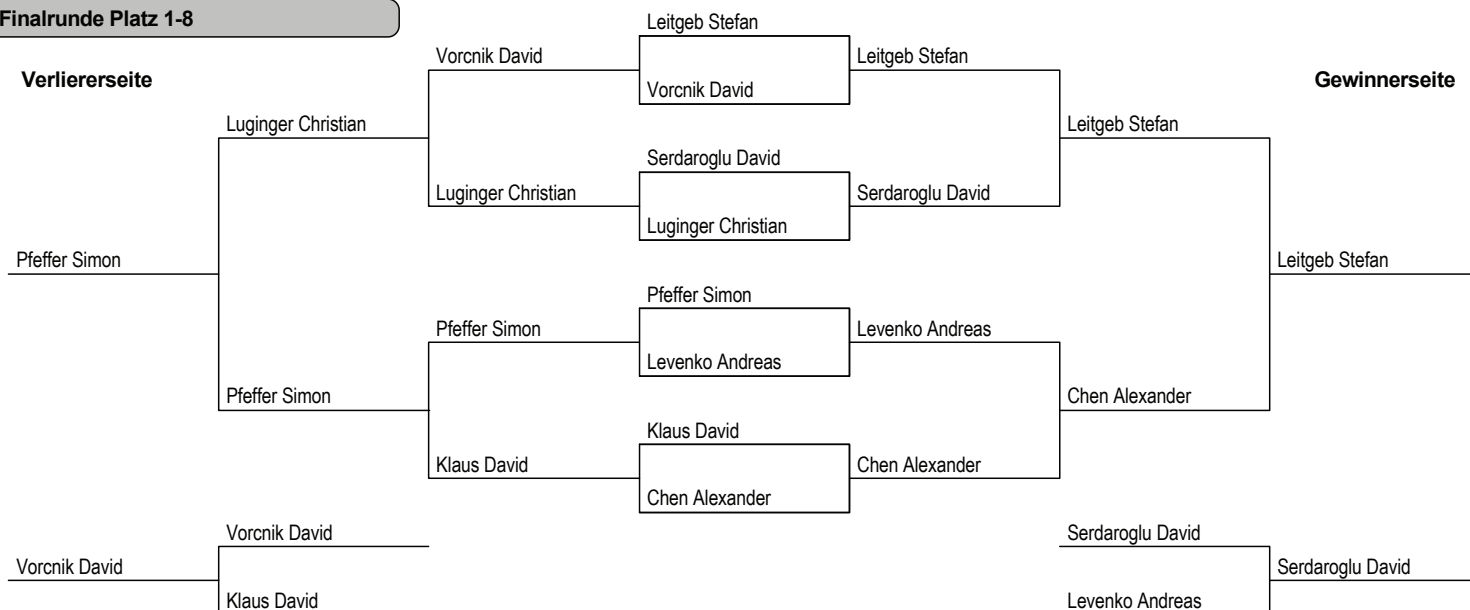 Finalrunde Platz 1-8
Leitgeb Stefan
Vorcnik David
Leitgeb Stefan
Verliererseite
Gewinnerseite
Vorcnik David
Luginger Christian
Leitgeb Stefan
Serdaroglu David
Luginger Christian
Serdaroglu David
Luginger Christian
Pfeffer Simon
Leitgeb Stefan
Pfeffer Simon
Pfeffer Simon
Levenko Andreas
Levenko Andreas
Pfeffer Simon
Chen Alexander
Klaus David
Klaus David
Chen Alexander
Chen Alexander
Vorcnik David
Serdaroglu David
Vorcnik David
Serdaroglu David
Klaus David
Levenko Andreas